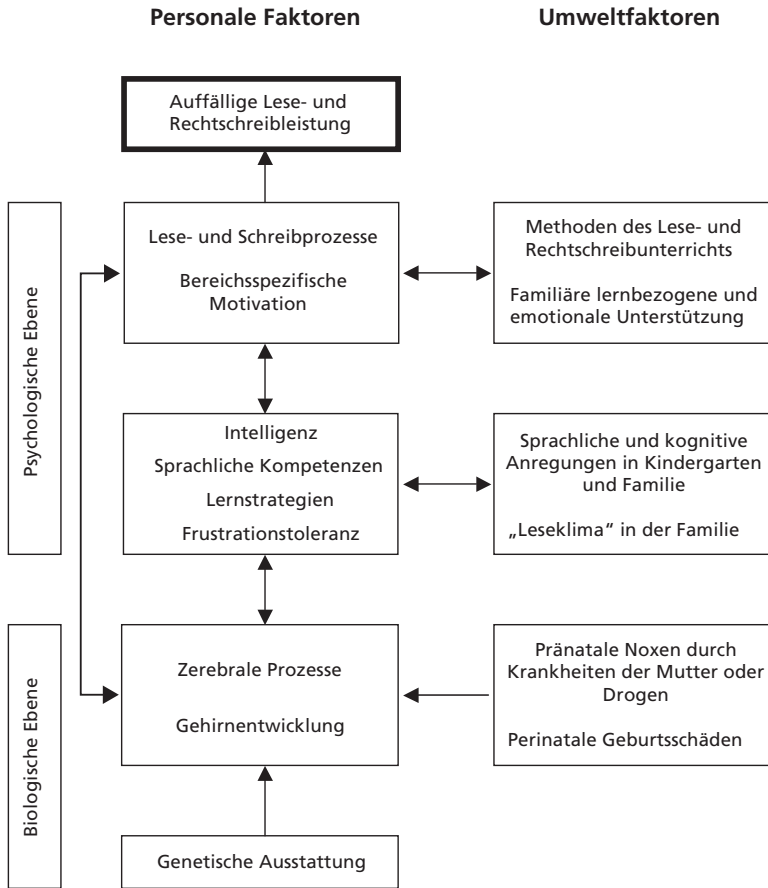 Personale Faktoren
Umweltfaktoren
Auffällige Lese- und
Rechtschreibleistung
Psychologische Ebene
Lese- und Schreibprozesse
Bereichsspezifische
Motivation
Methoden des Lese- und
Rechtschreibunterrichts
Familiäre lernbezogene und
emotionale Unterstützung
Intelligenz
Sprachliche Kompetenzen
Lernstrategien
Frustrationstoleranz
Sprachliche und kognitive
Anregungen in Kindergarten
und Familie
„Leseklima“ in der Familie
Biologische Ebene
Zerebrale Prozesse
Gehirnentwicklung
Pränatale Noxen durch
Krankheiten der Mutter oder
Drogen
Perinatale Geburtsschäden
Genetische Ausstattung